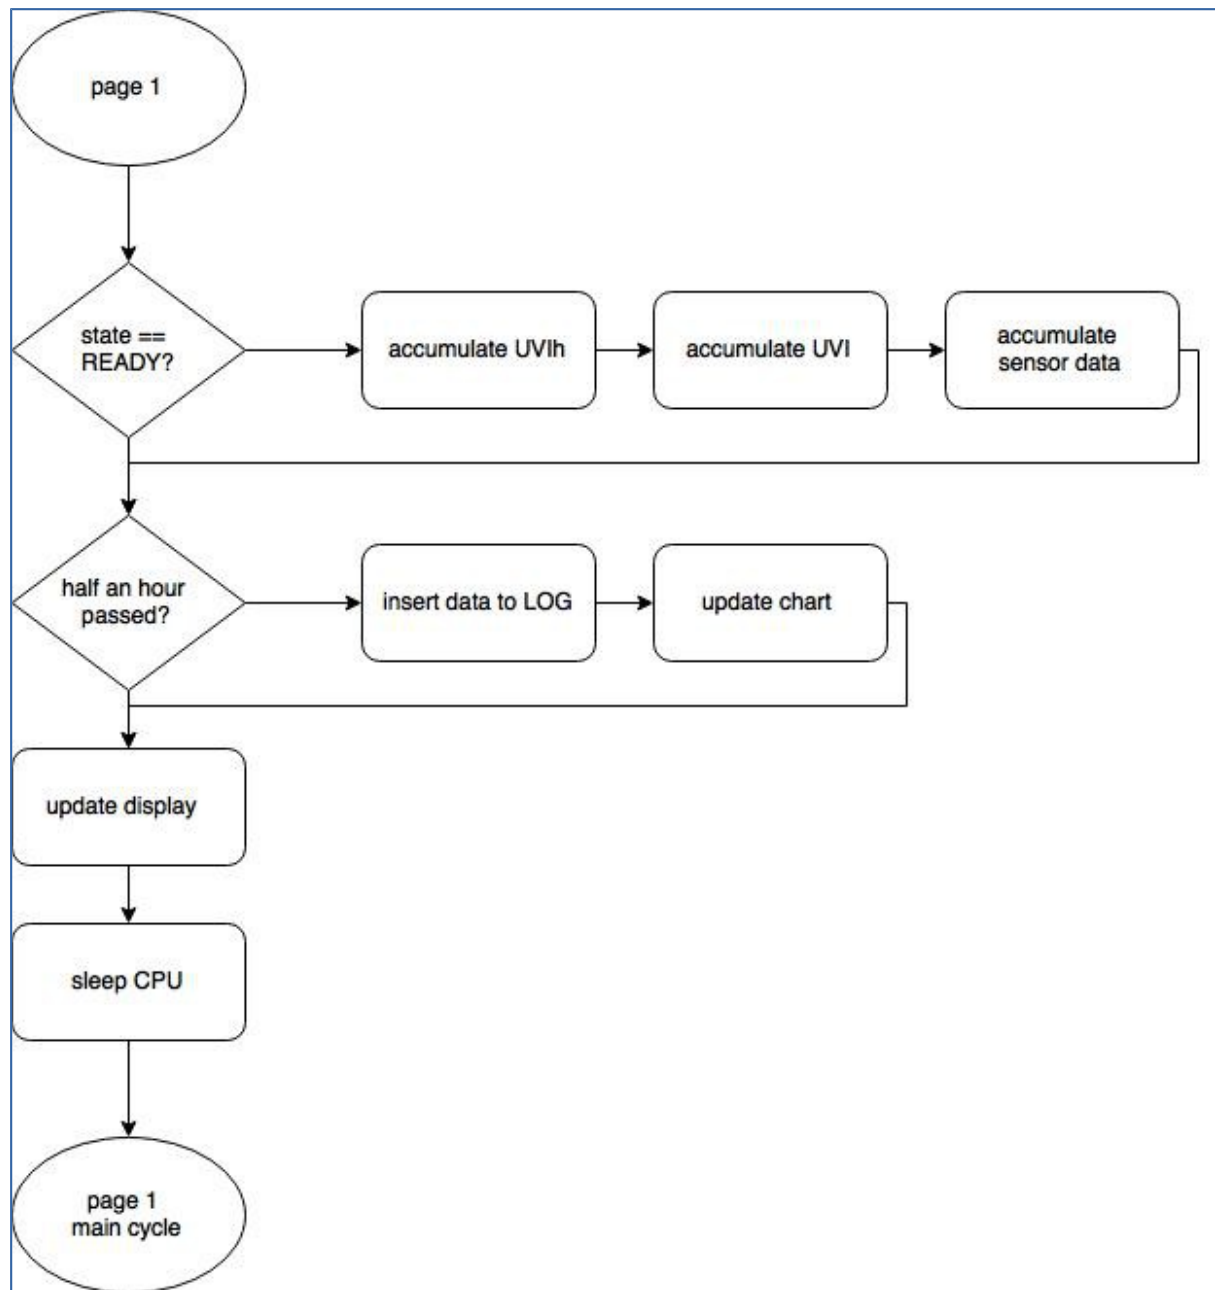 page 1
state ==
READY?
accumulate UVIh
accumulate UVI
accumulate
sensor data
half an hour
passed?
insert data to LOG
update chart
update display
sleep CPU
page 1
main cycle